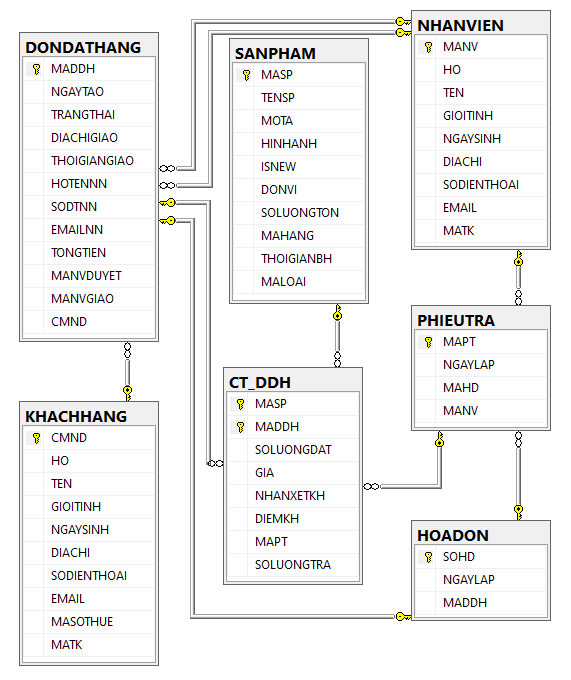 DONDATHANG
MADDH
NGAYTAO
TRANGTHAI
DIACHIGIAO
THOIGIANGIAO
HOTENNN
SODTNN
EMAILNN
TONGTIEN
MANVDUYET
MANVGIAO
CMND
KHACHHANG
CMND
HO
TEN
GIOITINH
NGAYSINH
DIACHI
SODIENTHOAI
EMAIL
MASOTHUE
MATK
SANPHAM
MASP
TENSP
MOTA
HINHANH
ISNEW
DONVI
SOLUONGTON
MAHANG
THOIGIANBH
MALOAI
CT_DDH
MASP
MADDH
SOLUONGDAT
GIA
NHANXETKH
DIEMKH
MAPT
SOLUONGTRA
NHANVIEN
MANV
HO
TEN
GIOITINH
NGAYSINH
DIACHI
SODIENTHOAI
EMAIL
MATK
PHIEUTRA
MAPT
NGAYLAP
MAHD
MANV
HOADON
SOHD
NGAYLAP
MADDH